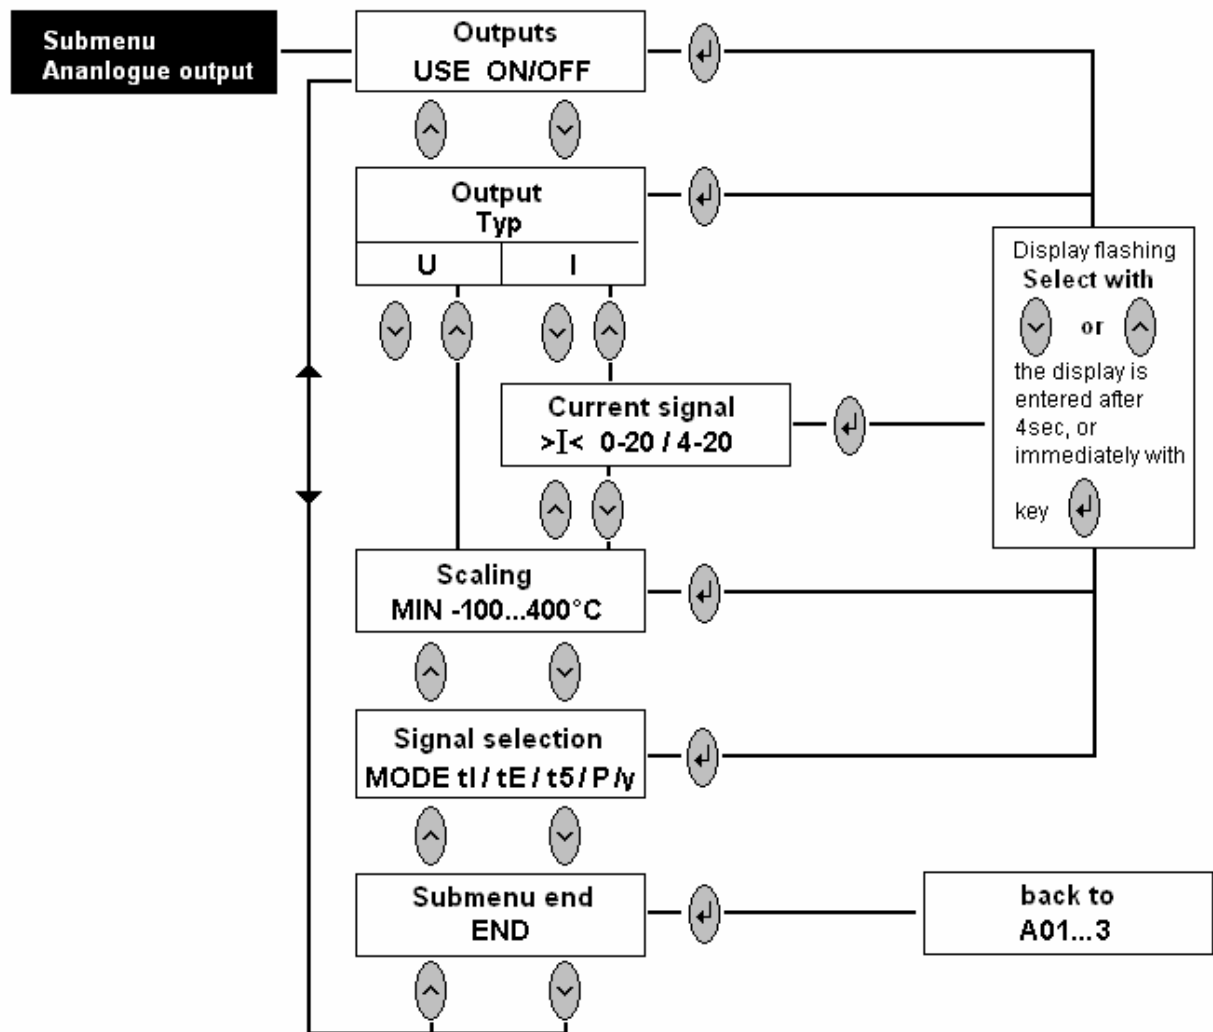 Submenu
Ananlogue output
Outputs
USE ON/OFF
Output
Typ
U
I
Display flashing
Select with
or
the display is
entered after
4sec, or
immediately with
key
Current signal
>I< 0-20 / 4-20
Scaling
MIN -100...400°C
Signal selection
MODE tI / tE / t5 / P /y
Submenu end
END
back to
A01...3